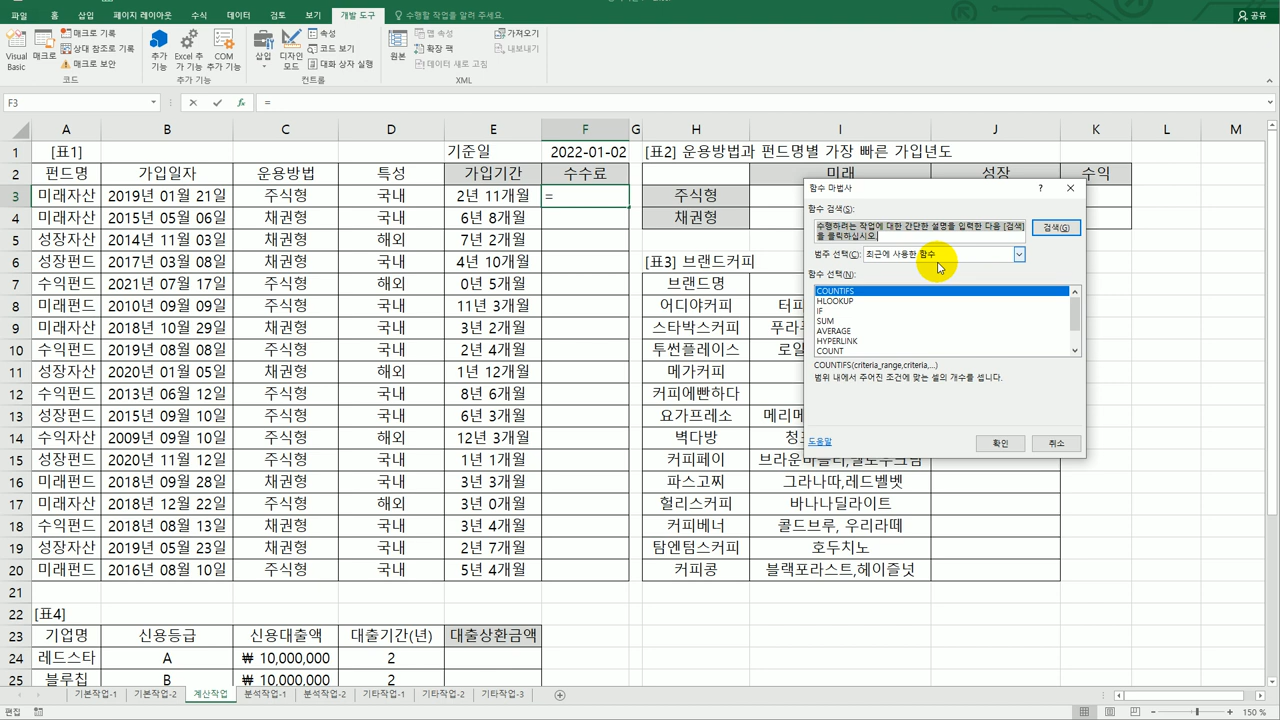 파일 홈 삽입 페이지 레이아웃 수식 데이터 검토 보기 개발 도구 수행할 작업을 알려 주세요. 공유
Visual Basic 매크로 매크로 기록 상대 참조로 기록 매크로 보안
추가 기능 Excel 추가 기능 COM 추가 기능
삽입 디자인 모드 속성 코드 보기 대화 상자 실행
원본 맵 속성 확장 팩 데이터 새로 고침 가져오기 내보내기
코드 추가 기능 컨트롤 XML
F3 fx =
A B C D E F G H I J K L M
1 [표1] 기준일 2022-01-02 [표2] 운용방법과 펀드명별 가장 빠른 가입년도
2 펀드명 가입일자 운용방법 특성 가입기간 수수료 미래 성장 수익
3 미래자산 2019년 01월 21일 주식형 국내 2년 11개월 = 주식형
4 미래자산 2015년 05월 06일 채권형 국내 6년 8개월 채권형
5 성장자산 2014년 11월 03일 채권형 해외 7년 2개월
6 성장펀드 2017년 03월 08일 채권형 국내 4년 10개월 [표3] 브랜드커피
7 수익펀드 2021년 07월 17일 주식형 해외 0년 5개월 브랜드명
8 미래펀드 2010년 09월 09일 주식형 국내 11년 3개월 어디야커피
9 미래자산 2018년 10월 29일 채권형 국내 3년 2개월 스타박스커피
10 수익펀드 2019년 08월 08일 주식형 국내 2년 4개월 투썬플레이스
11 성장자산 2020년 01월 05일 채권형 해외 1년 12개월 메가커피
12 수익펀드 2013년 06월 12일 주식형 국내 8년 6개월 커피에빤하다
13 성장펀드 2015년 09월 10일 주식형 국내 6년 3개월 요가프레소
14 수익자산 2009년 09월 10일 채권형 해외 12년 3개월 벽다방
15 성장펀드 2020년 11월 12일 주식형 국내 1년 1개월 커피페이
16 미래펀드 2018년 09월 28일 채권형 국내 3년 3개월 파스고찌 그라나따,레드벨벳
17 미래자산 2018년 12월 22일 주식형 해외 3년 0개월 헐리스커피 바나나딜라이트
18 수익펀드 2018년 08월 13일 채권형 국내 3년 4개월 커피베너 콜드브루, 우리라떼
19 성장자산 2019년 05월 23일 채권형 국내 2년 7개월 탐엔텀스커피 호두치노
20 미래펀드 2016년 08월 10일 주식형 국내 5년 4개월 커피콩 블랙포라스트,헤이즐넛
21
22 [표4]
23 기업명 신용등급 신용대출액 대출기간(년) 대출상환금액
24 레드스타 A ₩ 10,000,000 2
25 블루칩 B ₩ 10,000,000 2
함수 마법사 ? ×
함수 검색(S):
수행하려는 작업에 대한 간단한 설명을 입력한 다음 [검색]을 클릭하십시오. 검색(G)
범주 선택(C): 최근에 사용한 함수
함수 선택(N):
COUNTIFS
HLOOKUP
IF
SUM
AVERAGE
HYPERLINK
COUNT
COUNTIFS(criteria_range,criteria,...)
범위 내에서 주어진 조건에 맞는 셀의 개수를 셉니다.
도움말 확인 취소
기본작업-1 기본작업-2 계산작업 분석작업-1 분석작업-2 기타작업-1 기타작업-2 기타작업-3
편집 150 %